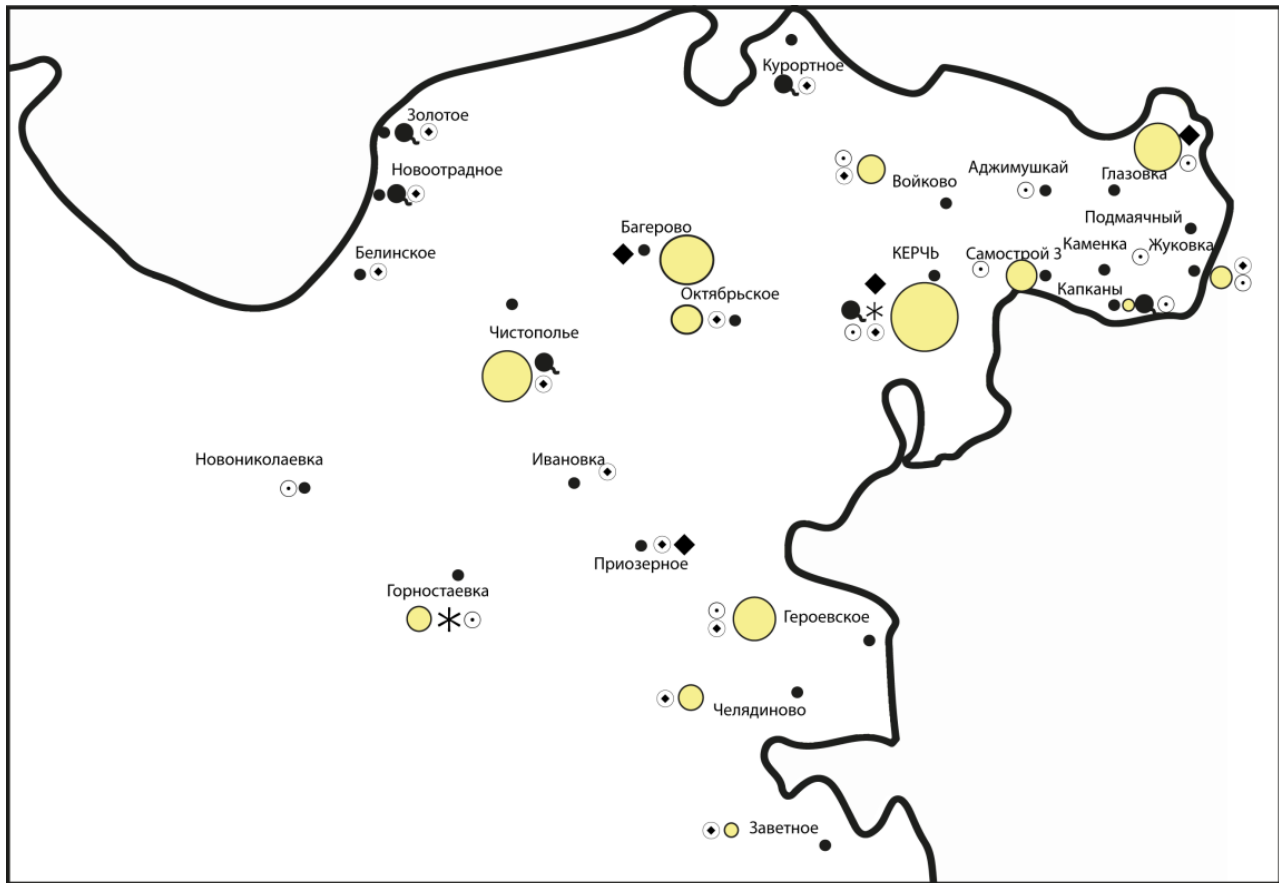 Курортное
Золотое
Новоотрадное
Войково
Аджимушкай
Глазовка
Подмаячный
Багерово
Белинское
КЕРЧЬ
Самострой 3
Каменка
Жуковка
Октябрьское
Капканы
Чистополье
Новониколаевка
Ивановка
Приозерное
Горностаевка
Героевское
Челядиново
Заветное